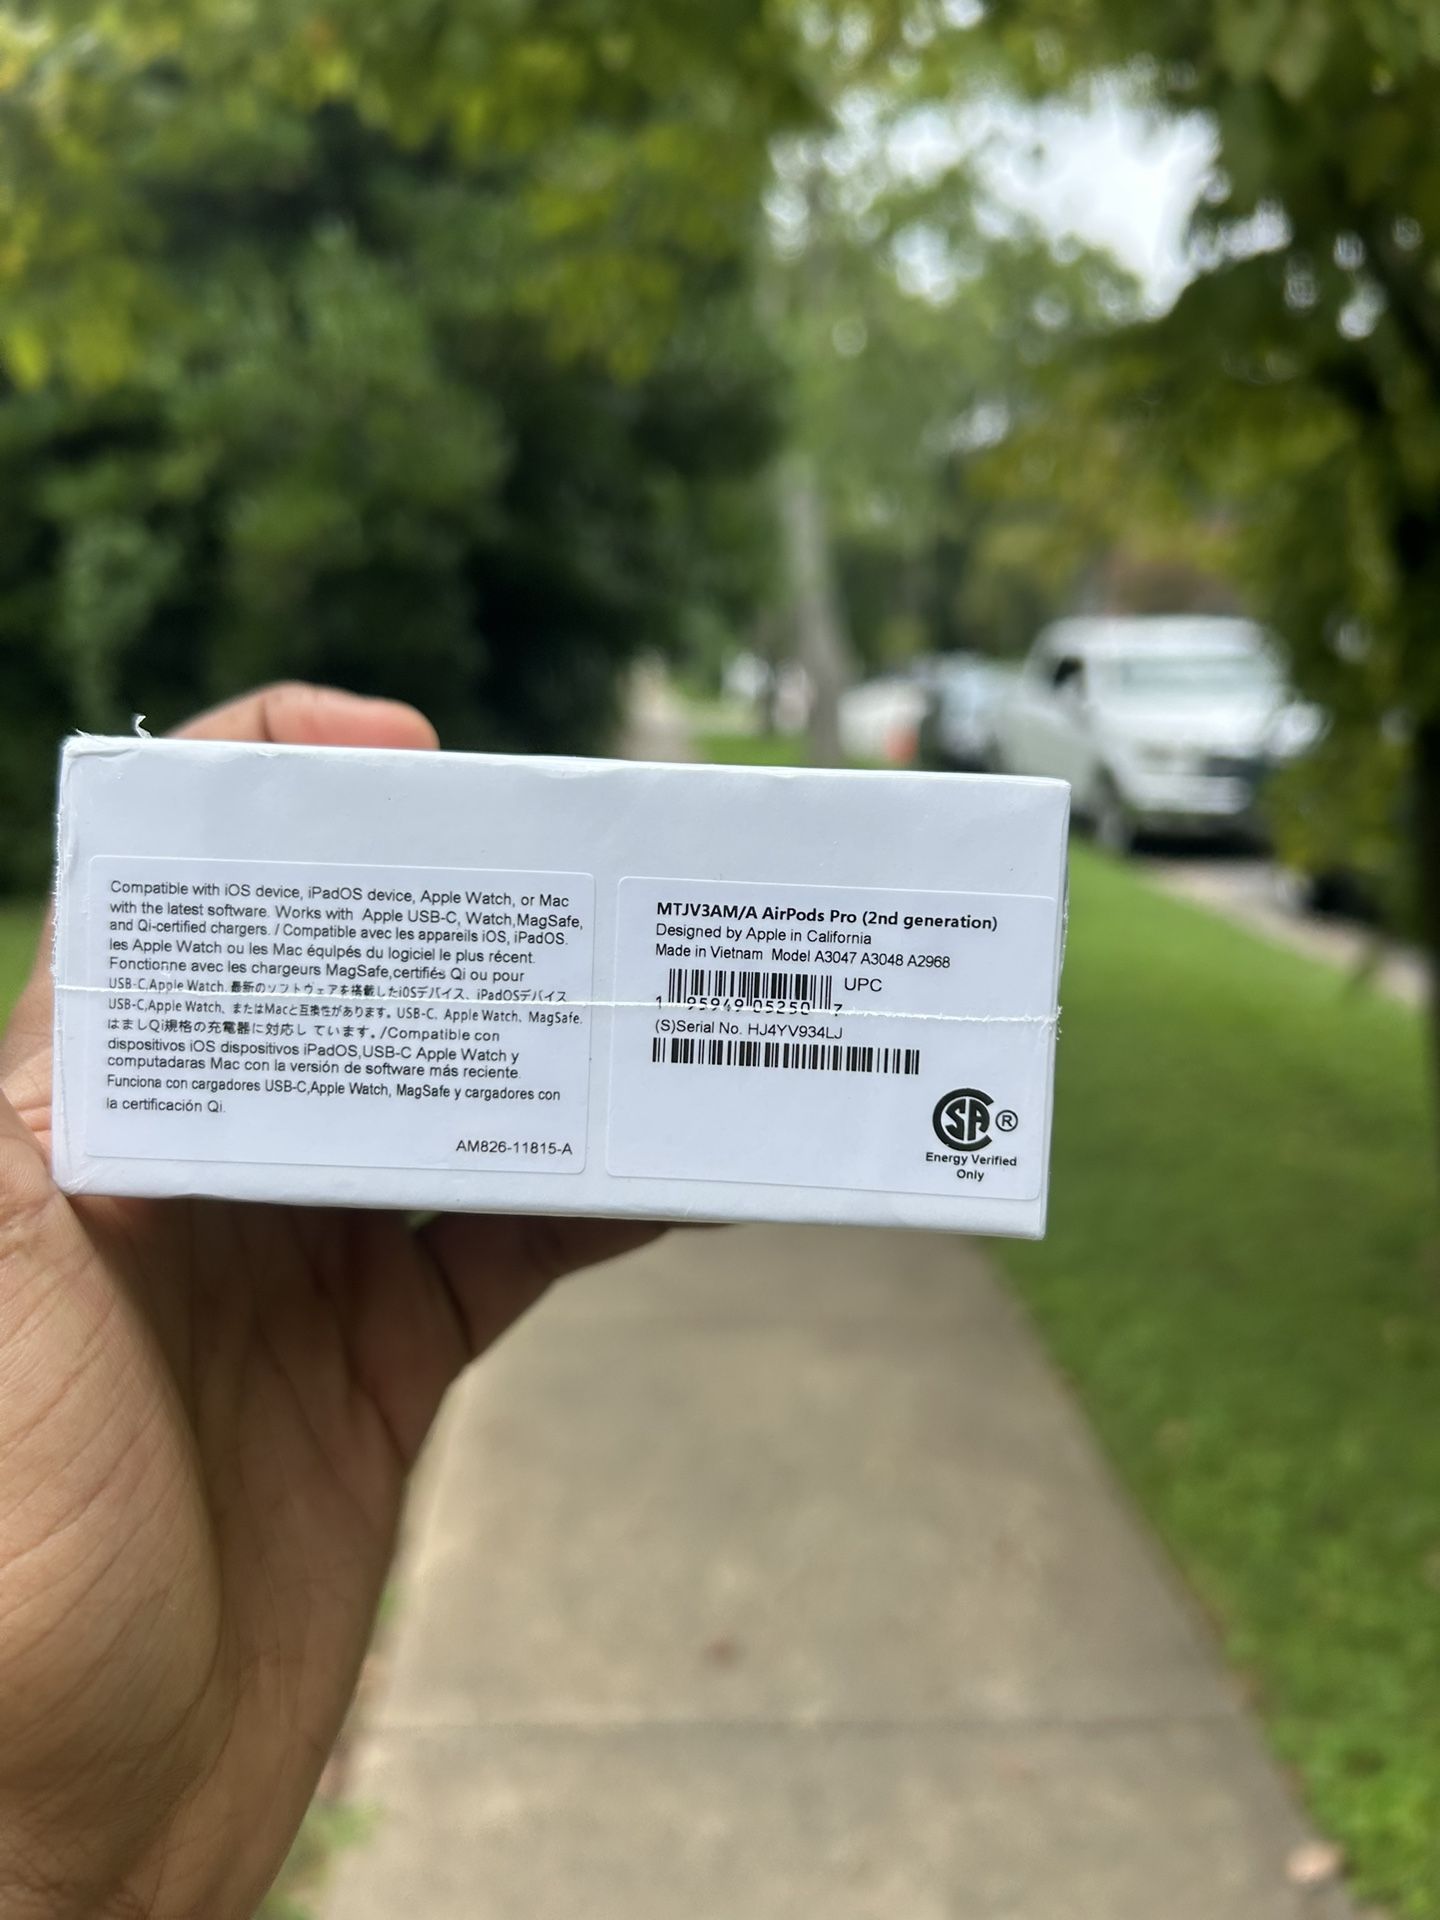 Compatible with iOS device, iPadOS device, Apple Watch, or Mac
with the latest software. Works with Apple USB-C, Watch,MagSafe,
and Qi-certified chargers. / Compatible avec les appareils iOS, iPadOS.
les Apple Watch ou les Mac équipés du logiciel le plus récent.
Fonctionne avec les chargeurs MagSafe,certifiés Qi ou pour
USB-C,Apple Watch. 最新のソフトウェアを搭載したiOSデバイス、iPadOSデバイス
USB-C,Apple Watch、またはMacと互換性があります。USB-C、Apple Watch、MagSafe.
はましQi規格の充電器に対応し ています。/Compatible con
dispositivos iOS dispositivos iPadOS,USB-C Apple Watch y
computadaras Mac con la versión de software más reciente.
Funciona con cargadores USB-C,Apple Watch, MagSafe y cargadores con
la certificación Qi.
AM826-11815-A
MTJV3AM/A AirPods Pro (2nd generation)
Designed by Apple in California
Made in Vietnam Model A3047 A3048 A2968
UPC
1 95949 05250 7
(S)Serial No. HJ4YV934LJ
SA ®
Energy Verified
Only